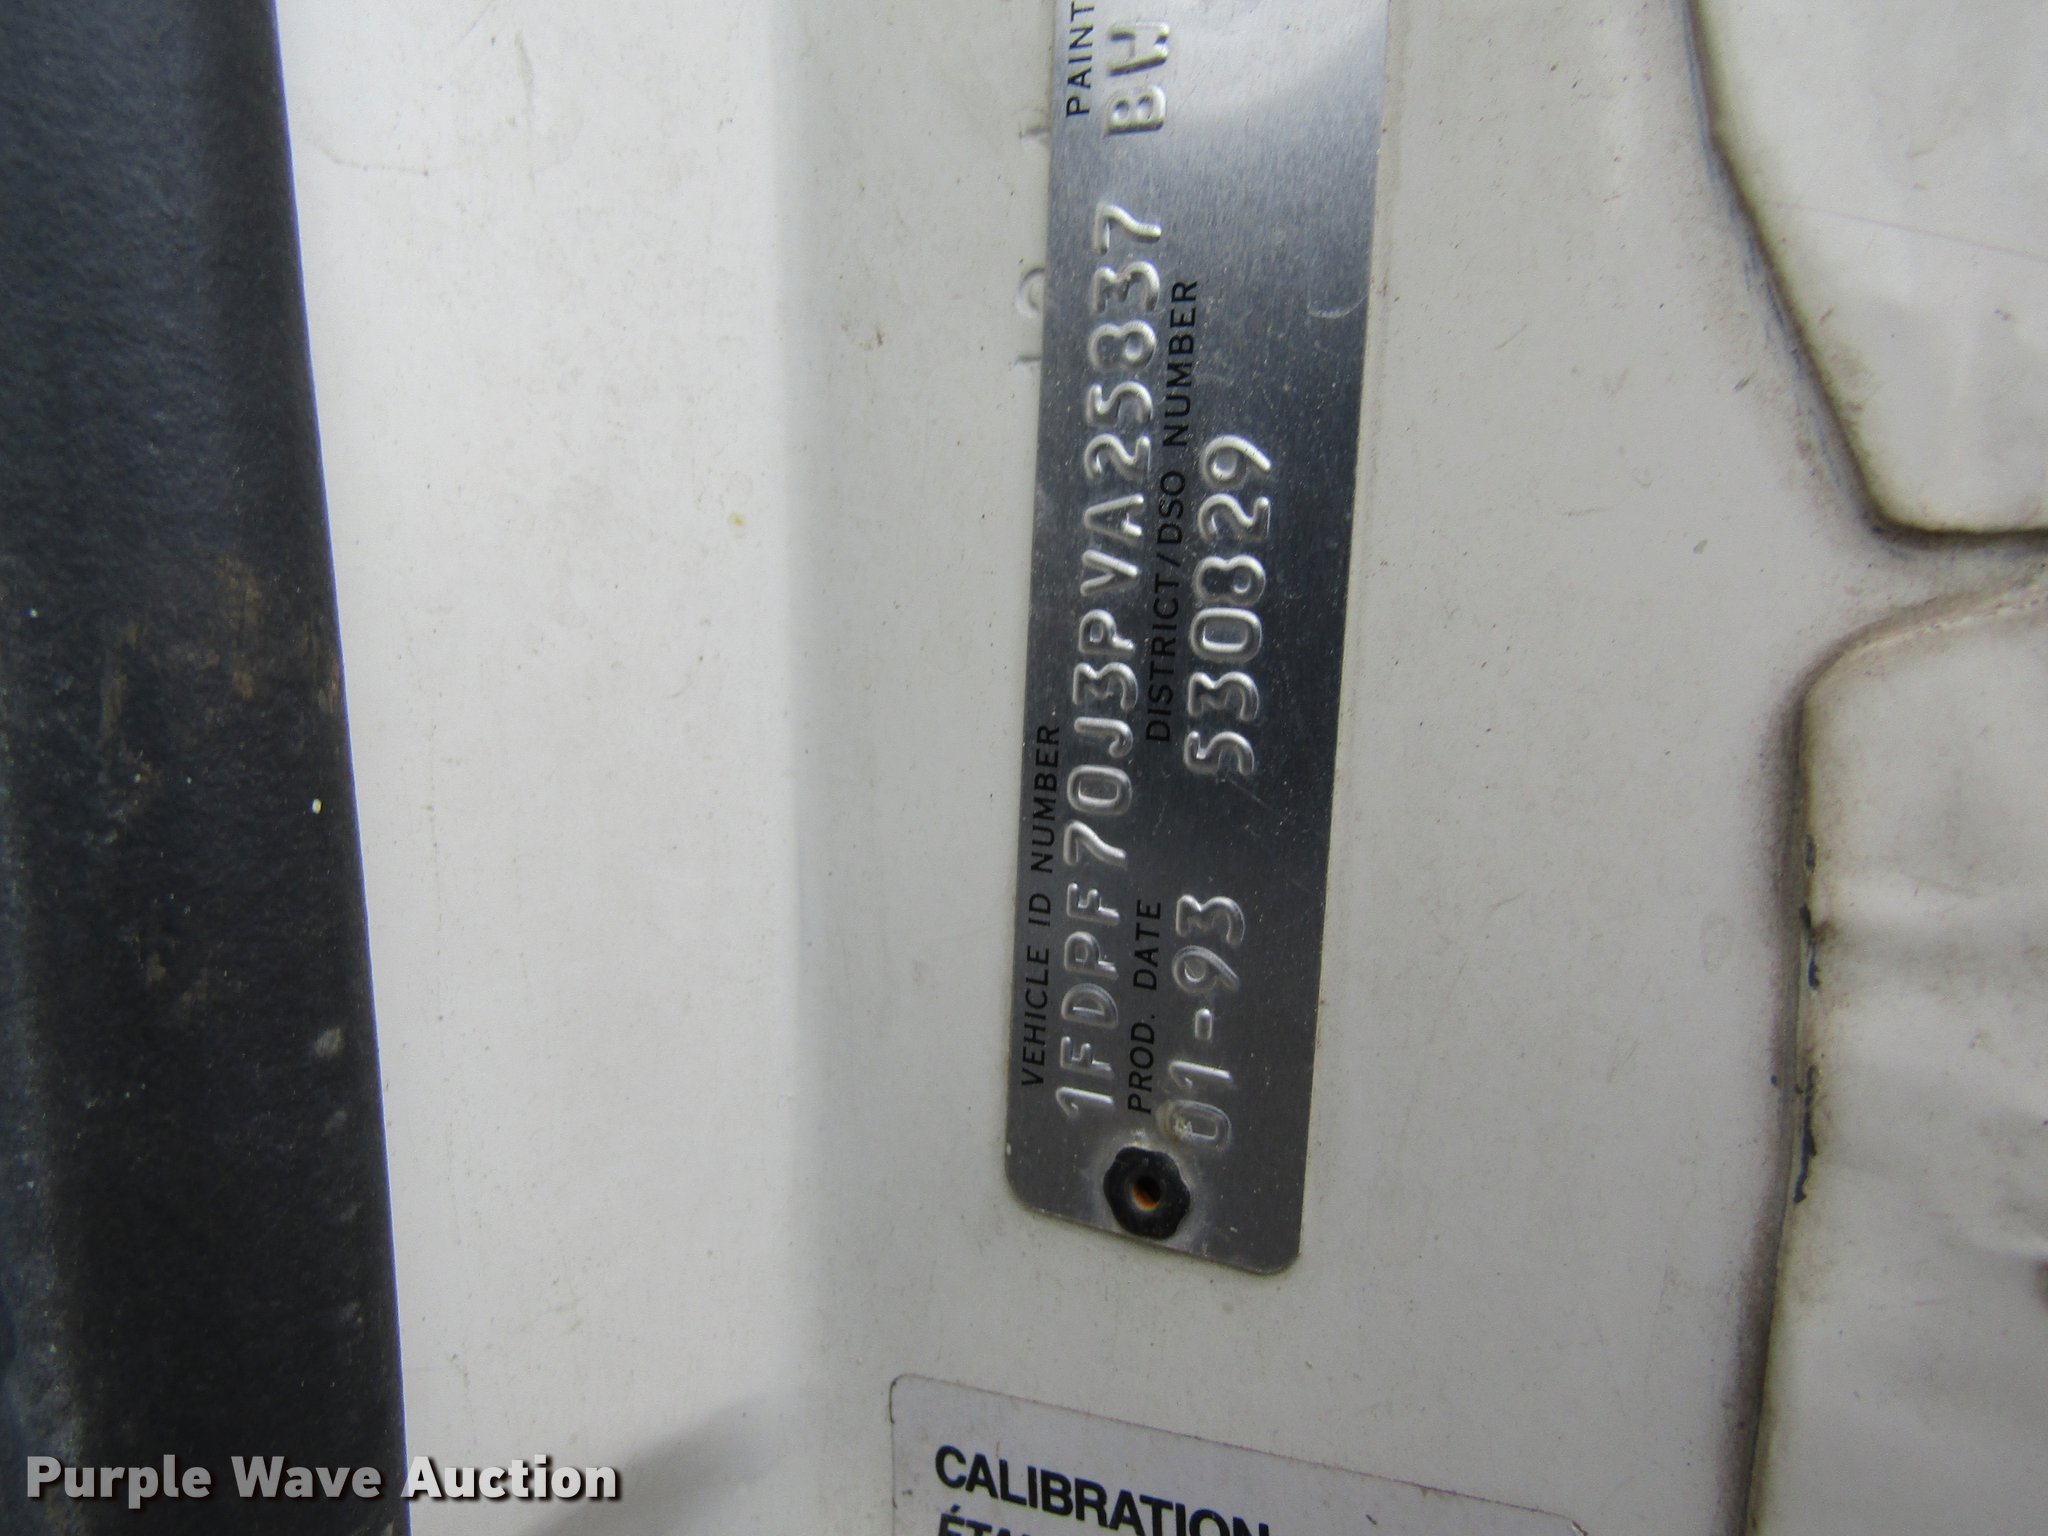 VEHICLE ID NUMBER
1FDPF70J3PVA25837
PAINT
BW
PROD. DATE
DISTRICT/DSO NUMBER
01-93
530829
CALIBRATION
Purple Wave Auction